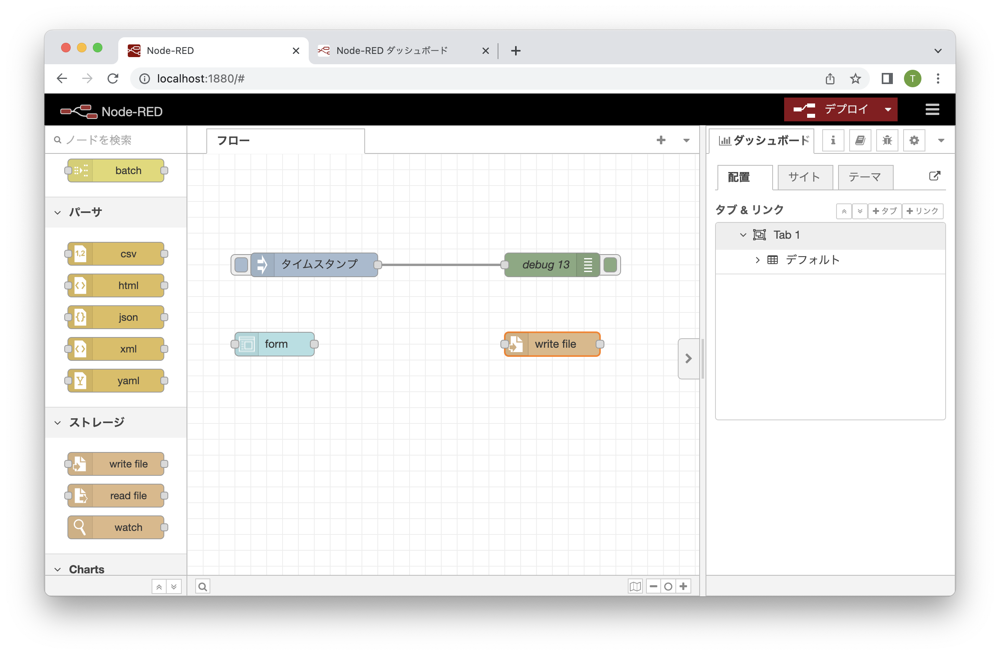 Node-RED
Node-RED ダッシュボード
localhost:1880/#
T
Node-RED
デプロイ
ノードを検索
フロー
ダッシュボード
batch
配置
サイト
テーマ
パーサ
タブ & リンク
タブ
リンク
Tab 1
デフォルト
1,2
csv
html
json
xml
Y
yaml
タイムスタンプ
debug 13
form
write file
ストレージ
write file
read file
watch
Charts